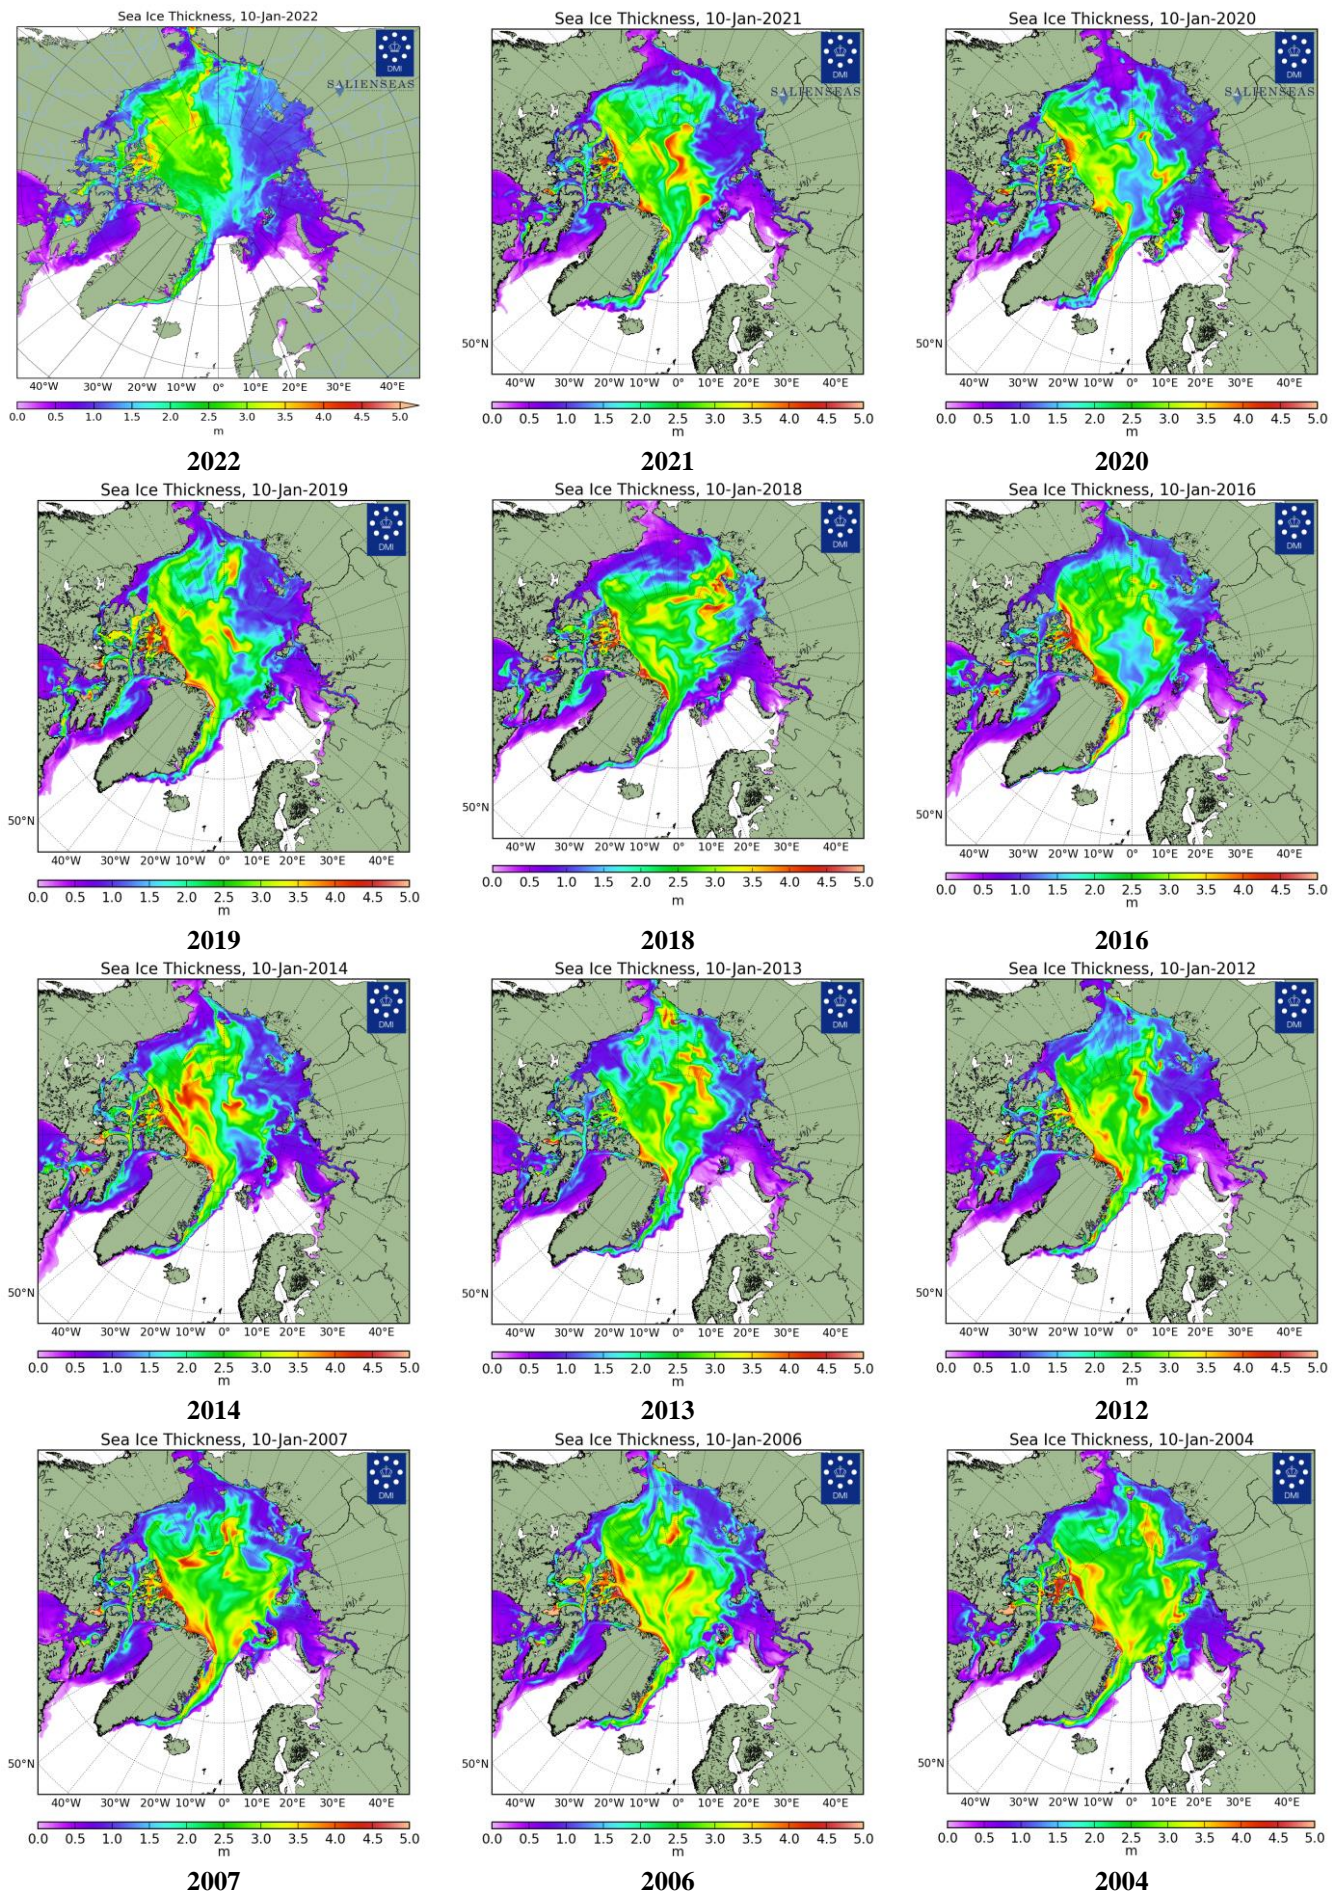 Sea Ice Thickness, 10-Jan-2022
DMI
SALIENSEAS
40°W 30°W 20°W 10°W 0° 10°E 20°E 30°E 40°E
0.0 0.5 1.0 1.5 2.0 2.5 3.0 3.5 4.0 4.5 5.0
m
2022
Sea Ice Thickness, 10-Jan-2021
DMI
SALIENSEAS
50°N
40°W 30°W 20°W 10°W 0° 10°E 20°E 30°E 40°E
0.0 0.5 1.0 1.5 2.0 2.5 3.0 3.5 4.0 4.5 5.0
m
2021
Sea Ice Thickness, 10-Jan-2020
DMI
SALIENSEAS
50°N
40°W 30°W 20°W 10°W 0° 10°E 20°E 30°E 40°E
0.0 0.5 1.0 1.5 2.0 2.5 3.0 3.5 4.0 4.5 5.0
m
2020
Sea Ice Thickness, 10-Jan-2019
DMI
50°N
40°W 30°W 20°W 10°W 0° 10°E 20°E 30°E 40°E
0.0 0.5 1.0 1.5 2.0 2.5 3.0 3.5 4.0 4.5 5.0
m
2019
Sea Ice Thickness, 10-Jan-2018
DMI
50°N
40°W 30°W 20°W 10°W 0° 10°E 20°E 30°E 40°E
0.0 0.5 1.0 1.5 2.0 2.5 3.0 3.5 4.0 4.5 5.0
m
2018
Sea Ice Thickness, 10-Jan-2016
DMI
50°N
40°W 30°W 20°W 10°W 0° 10°E 20°E 30°E 40°E
0.0 0.5 1.0 1.5 2.0 2.5 3.0 3.5 4.0 4.5 5.0
m
2016
Sea Ice Thickness, 10-Jan-2014
DMI
50°N
40°W 30°W 20°W 10°W 0° 10°E 20°E 30°E 40°E
0.0 0.5 1.0 1.5 2.0 2.5 3.0 3.5 4.0 4.5 5.0
m
2014
Sea Ice Thickness, 10-Jan-2013
DMI
50°N
40°W 30°W 20°W 10°W 0° 10°E 20°E 30°E 40°E
0.0 0.5 1.0 1.5 2.0 2.5 3.0 3.5 4.0 4.5 5.0
m
2013
Sea Ice Thickness, 10-Jan-2012
DMI
50°N
40°W 30°W 20°W 10°W 0° 10°E 20°E 30°E 40°E
0.0 0.5 1.0 1.5 2.0 2.5 3.0 3.5 4.0 4.5 5.0
m
2012
Sea Ice Thickness, 10-Jan-2007
DMI
50°N
40°W 30°W 20°W 10°W 0° 10°E 20°E 30°E 40°E
0.0 0.5 1.0 1.5 2.0 2.5 3.0 3.5 4.0 4.5 5.0
m
2007
Sea Ice Thickness, 10-Jan-2006
DMI
50°N
40°W 30°W 20°W 10°W 0° 10°E 20°E 30°E 40°E
0.0 0.5 1.0 1.5 2.0 2.5 3.0 3.5 4.0 4.5 5.0
m
2006
Sea Ice Thickness, 10-Jan-2004
DMI
50°N
40°W 30°W 20°W 10°W 0° 10°E 20°E 30°E 40°E
0.0 0.5 1.0 1.5 2.0 2.5 3.0 3.5 4.0 4.5 5.0
m
2004